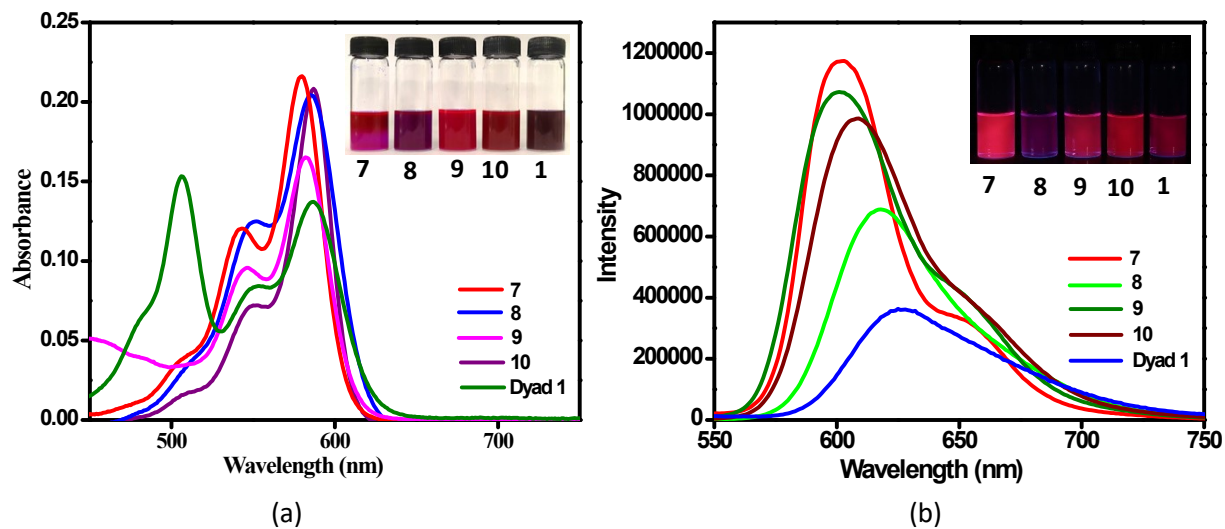 0.25
0.20
0.15
0.10
0.05
0.00
Absorbance
500
600
700
Wavelength (nm)
7 8 9 10 1
7
8
9
10
Dyad 1
(a)
1200000
1000000
800000
600000
400000
200000
0
Intensity
550
600
650
700
750
Wavelength (nm)
7 8 9 10 1
7
8
9
10
Dyad 1
(b)